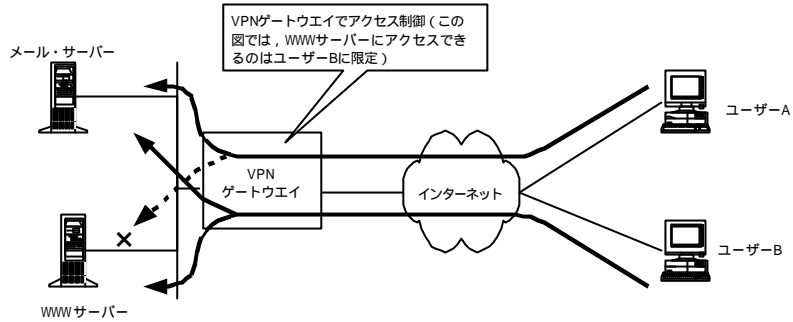 VPNゲートウエイでアクセス制御（この
図では，WWWサーバーにアクセスでき
るのはユーザーBに限定）
メール・サーバー
ユーザーA
VPN
ゲートウエイ
インターネット
ユーザーB
WWWサーバー